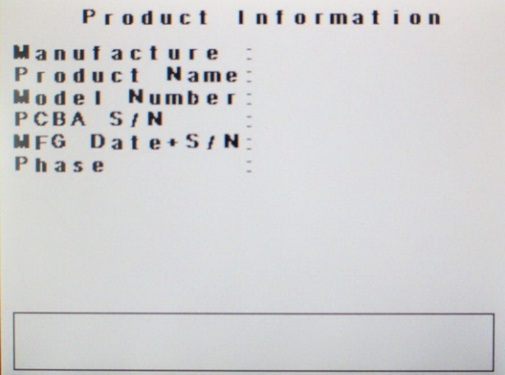 Product Information
Manufacture :
Product Name:
Model Number:
PCBA S/N :
MFG Date+S/N:
Phase :